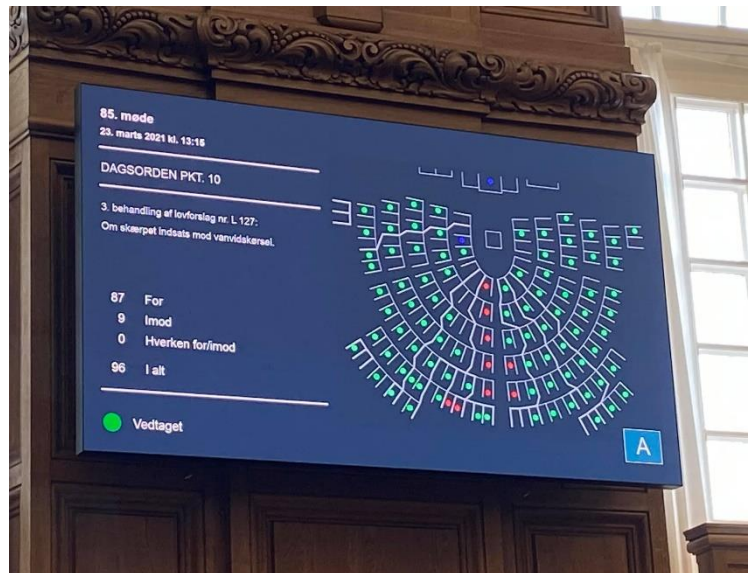 85. møde
23. marts 2021 kl. 13:15
DAGSORDEN PKT. 10
3. behandling af lovforslag nr. L 127:
Om skærpet indsats mod vanvidskørsel.
87 For
9 Imod
0 Hverken for/imod
96 I alt
Vedtaget
A